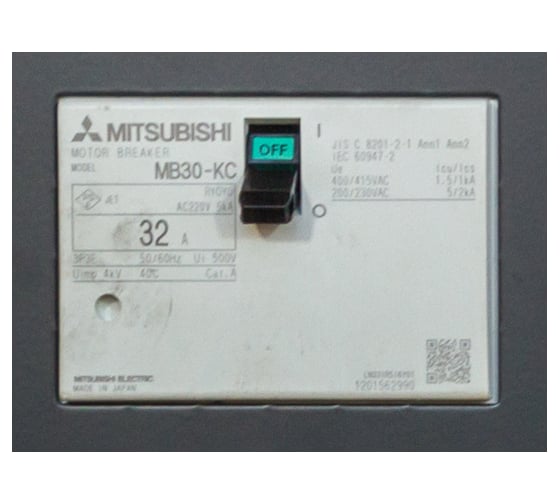 MITSUBISHI
MOTOR BREAKER
MODEL MB30-KC
JET
AC220V 5kA
32 A
3P3E 50/60Hz Ui 500V
Uimp 4kV 40℃ Cat.A
OFF
I
O
JIS C 8201-2-1 Ann1 Ann2
IEC 60947-2
Ue Icu/Ics
400/415VAC 1.5/1kA
200/230VAC 5/2kA
MITSUBISHI ELECTRIC
MADE IN JAPAN
1201562990